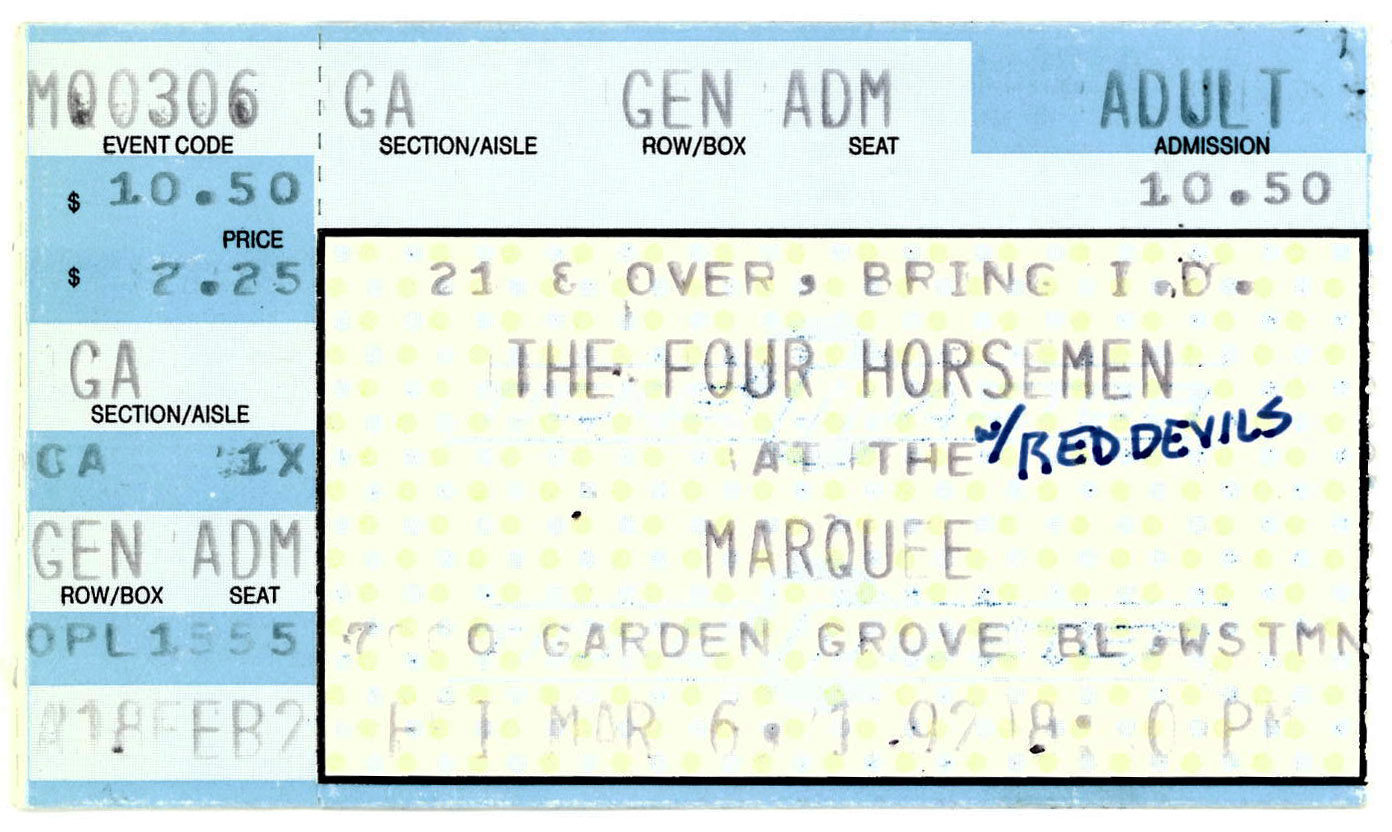 MQ0306 GA GEN ADM ADULT
EVENT CODE SECTION/AISLE ROW/BOX SEAT ADMISSION
$ 10.50 10.50
PRICE
$ 2.25
21 & OVER, BRING I.D.
GA
SECTION/AISLE
THE FOUR HORSEMEN
w/RED DEVILS
CA 1X
AT THE
GEN ADM
ROW/BOX SEAT
MARQUEE
OPL1555
GARDEN GROVE BL,WSTMN
MAR 6,